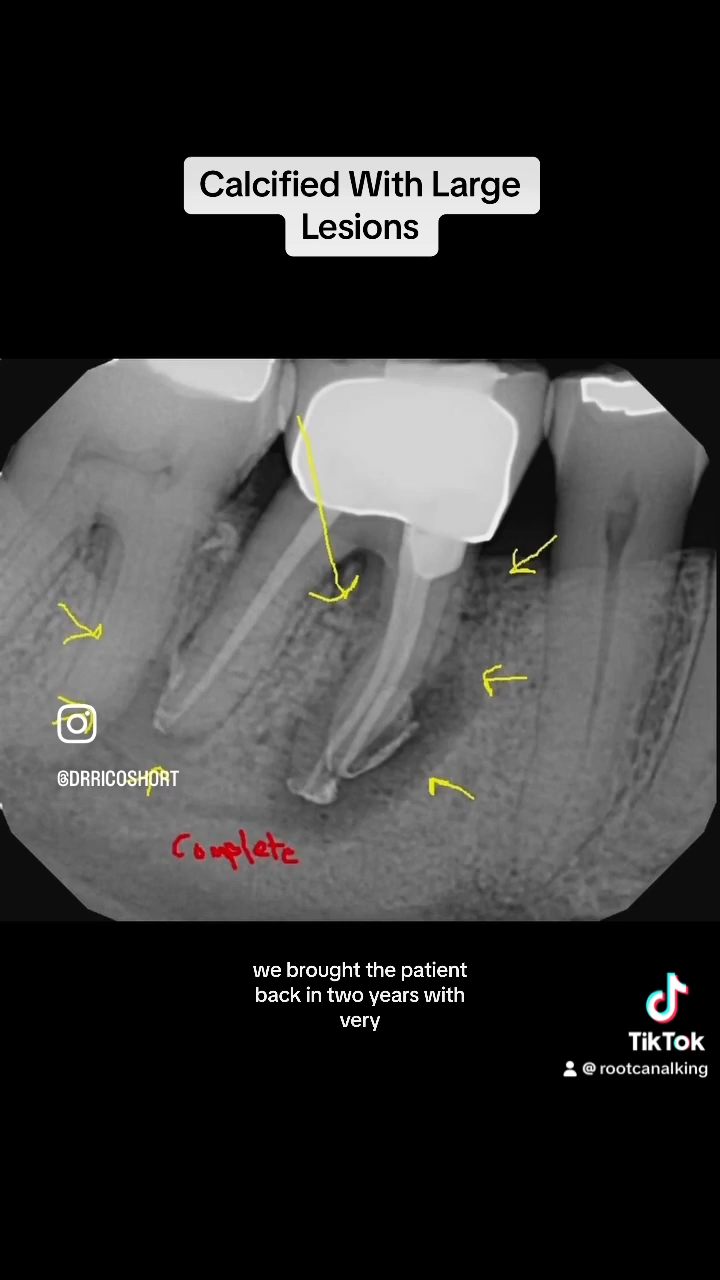 Calcified With Large
Lesions
@DRRICOSHORT
Complete
we brought the patient
back in two years with
very
TikTok
@rootcanalking